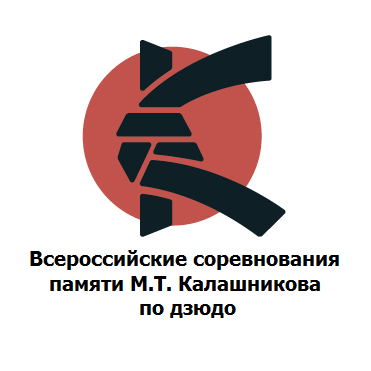 Всероссийские соревнования
памяти М.Т. Калашникова
по дзюдо